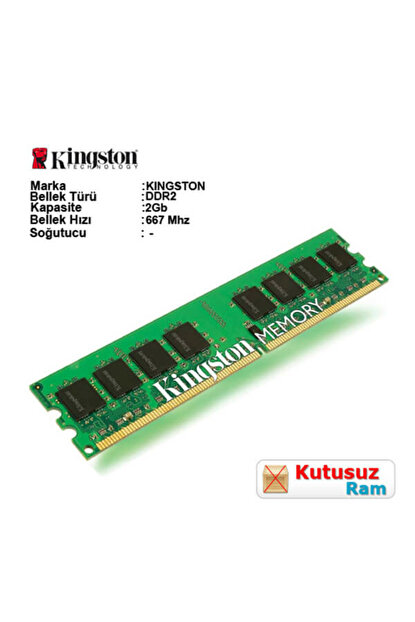 Kingston
TECHNOLOGY
Marka :KINGSTON
Bellek Türü :DDR2
Kapasite :2Gb
Bellek Hızı :667 Mhz
Soğutucu : -
Kingston MEMORY
Kutusuz
Ram